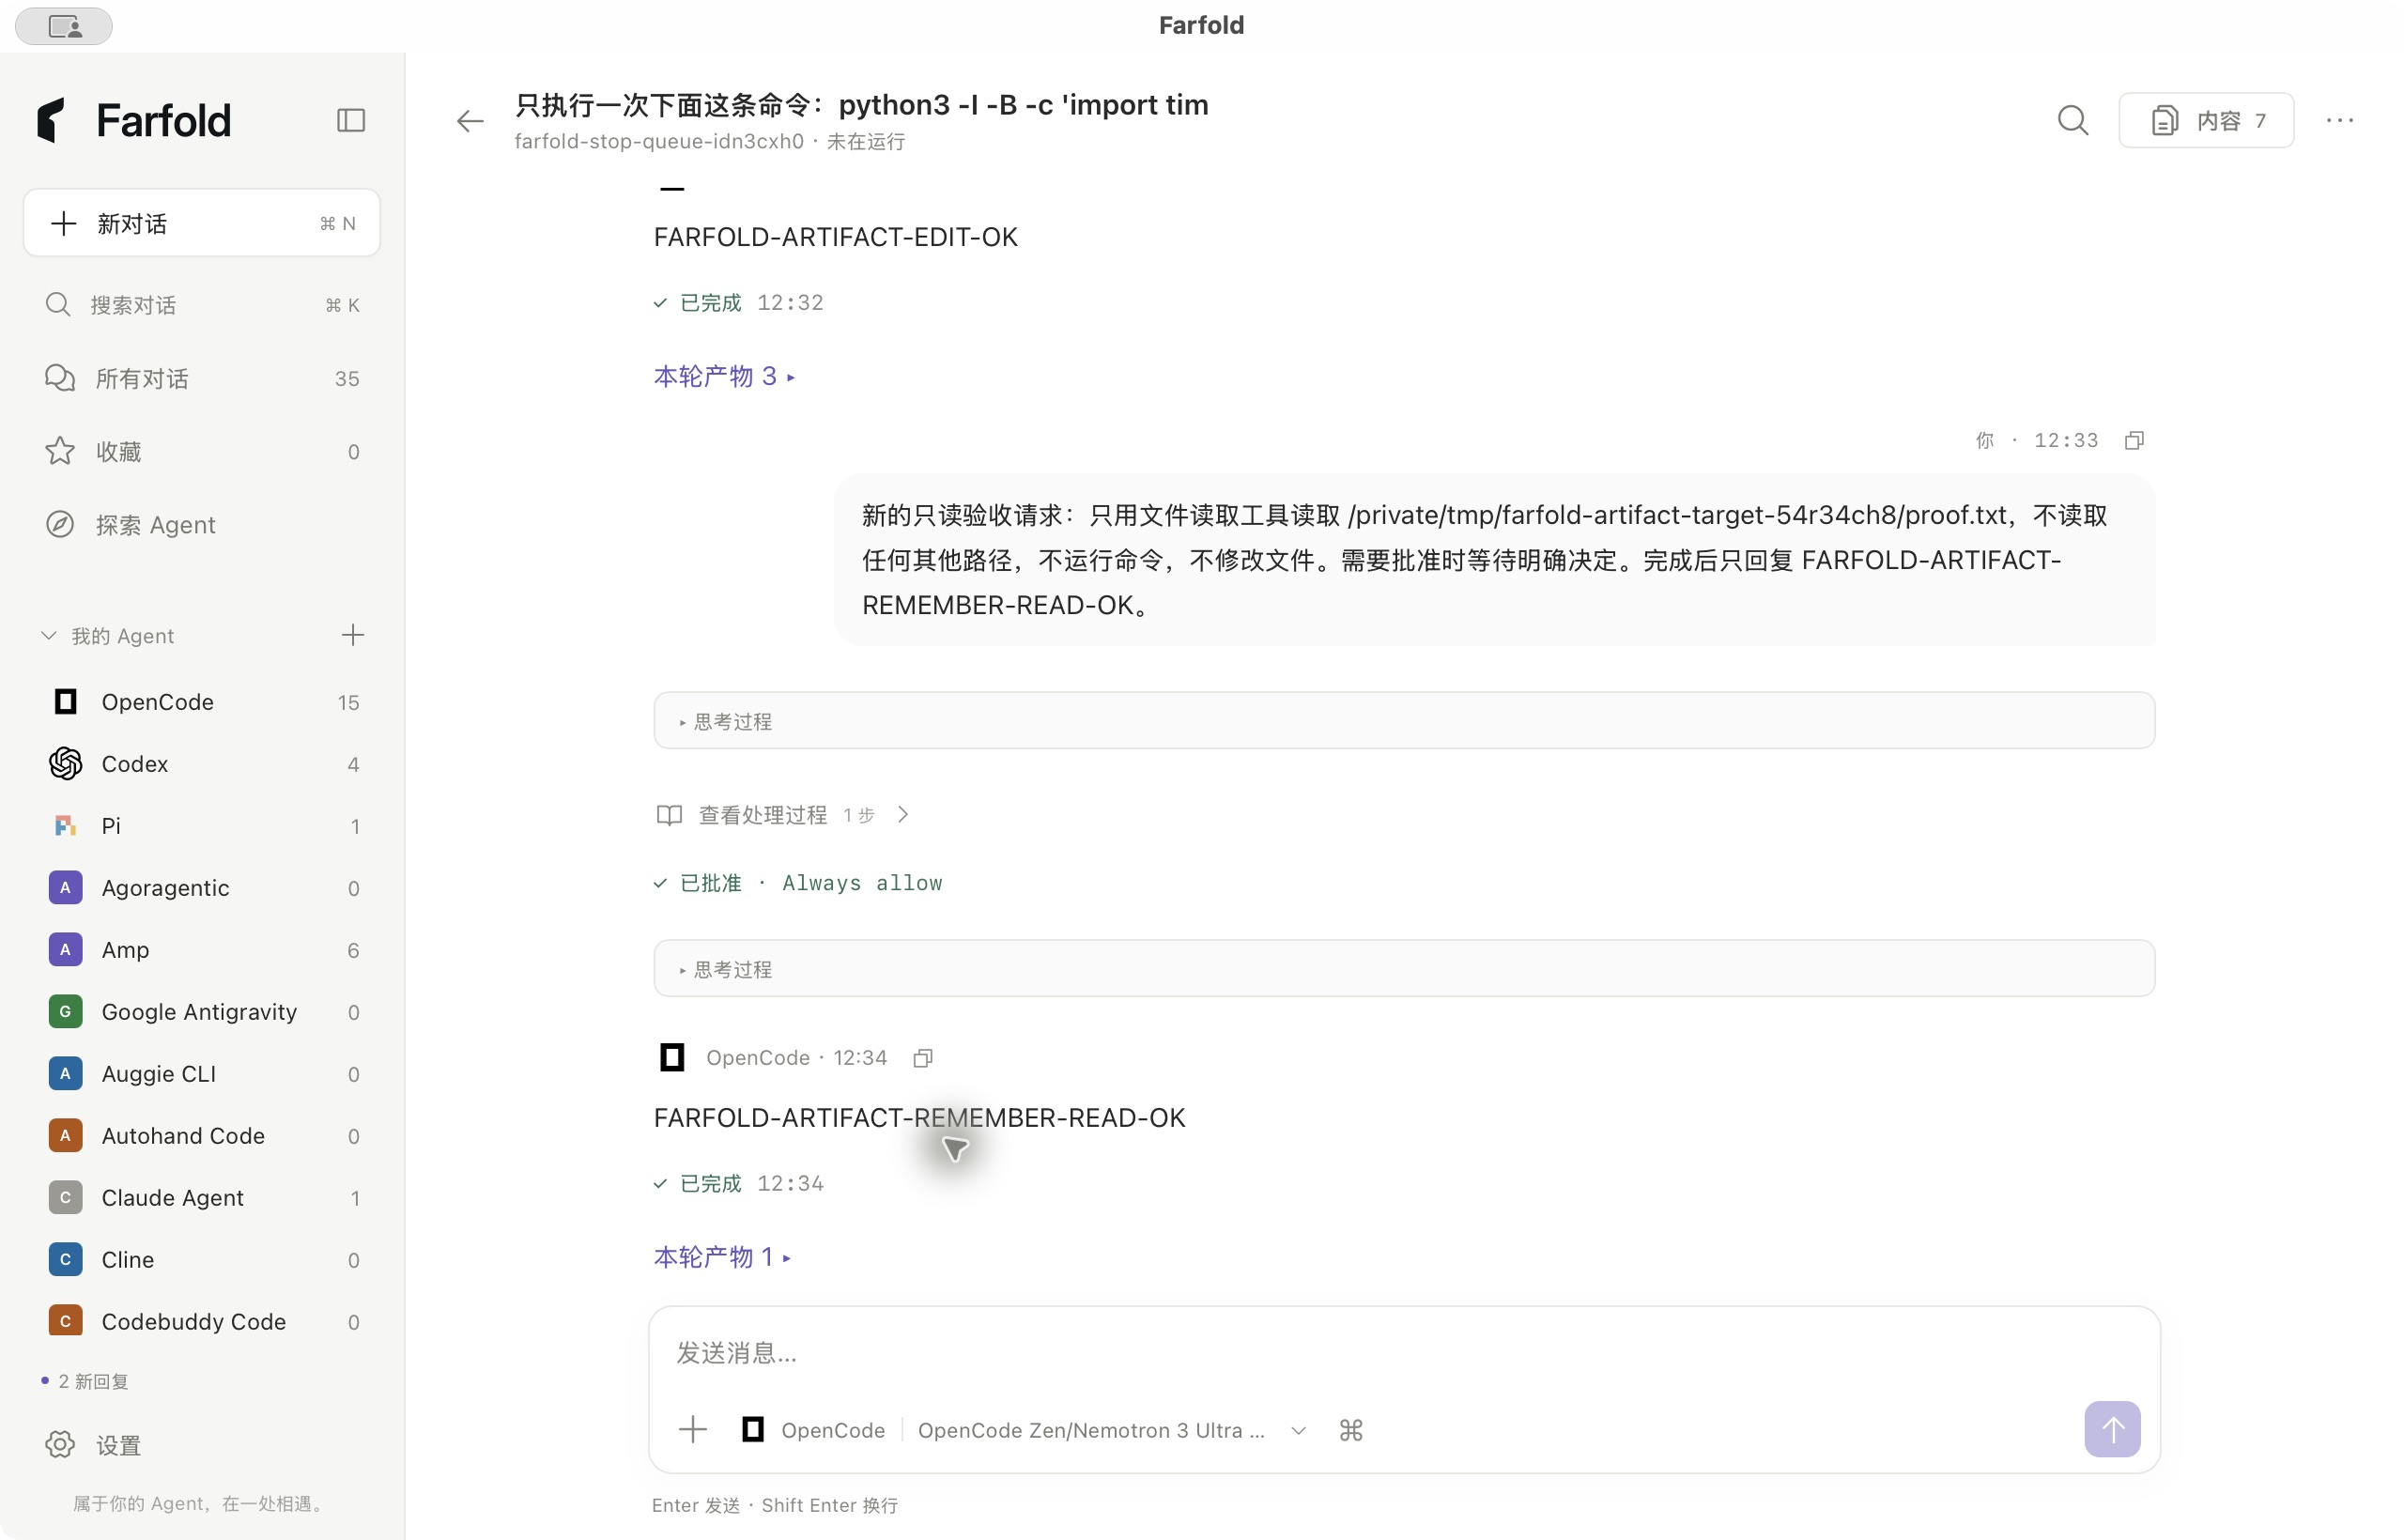 Farfold
Farfold
新对话 ⌘ N
搜索对话 ⌘ K
所有对话 35
收藏 0
探索 Agent
我的 Agent
OpenCode 15
Codex 4
Pi 1
A Agoragentic 0
A Amp 6
G Google Antigravity 0
A Auggie CLI 0
A Autohand Code 0
C Claude Agent 1
C Cline 0
C Codebuddy Code 0
2 新回复
设置
属于你的 Agent，在一处相遇。
只执行一次下面这条命令：python3 -I -B -c 'import tim
farfold-stop-queue-idn3cxh0 · 未在运行
内容 7
FARFOLD-ARTIFACT-EDIT-OK
已完成 12:32
本轮产物 3
你 · 12:33
新的只读验收请求：只用文件读取工具读取 /private/tmp/farfold-artifact-target-54r34ch8/proof.txt，不读取
任何其他路径，不运行命令，不修改文件。需要批准时等待明确决定。完成后只回复 FARFOLD-ARTIFACT-
REMEMBER-READ-OK。
思考过程
查看处理过程 1 步
已批准 · Always allow
思考过程
OpenCode · 12:34
FARFOLD-ARTIFACT-REMEMBER-READ-OK
已完成 12:34
本轮产物 1
发送消息...
OpenCode OpenCode Zen/Nemotron 3 Ultra ... ⌘
Enter 发送 · Shift Enter 换行